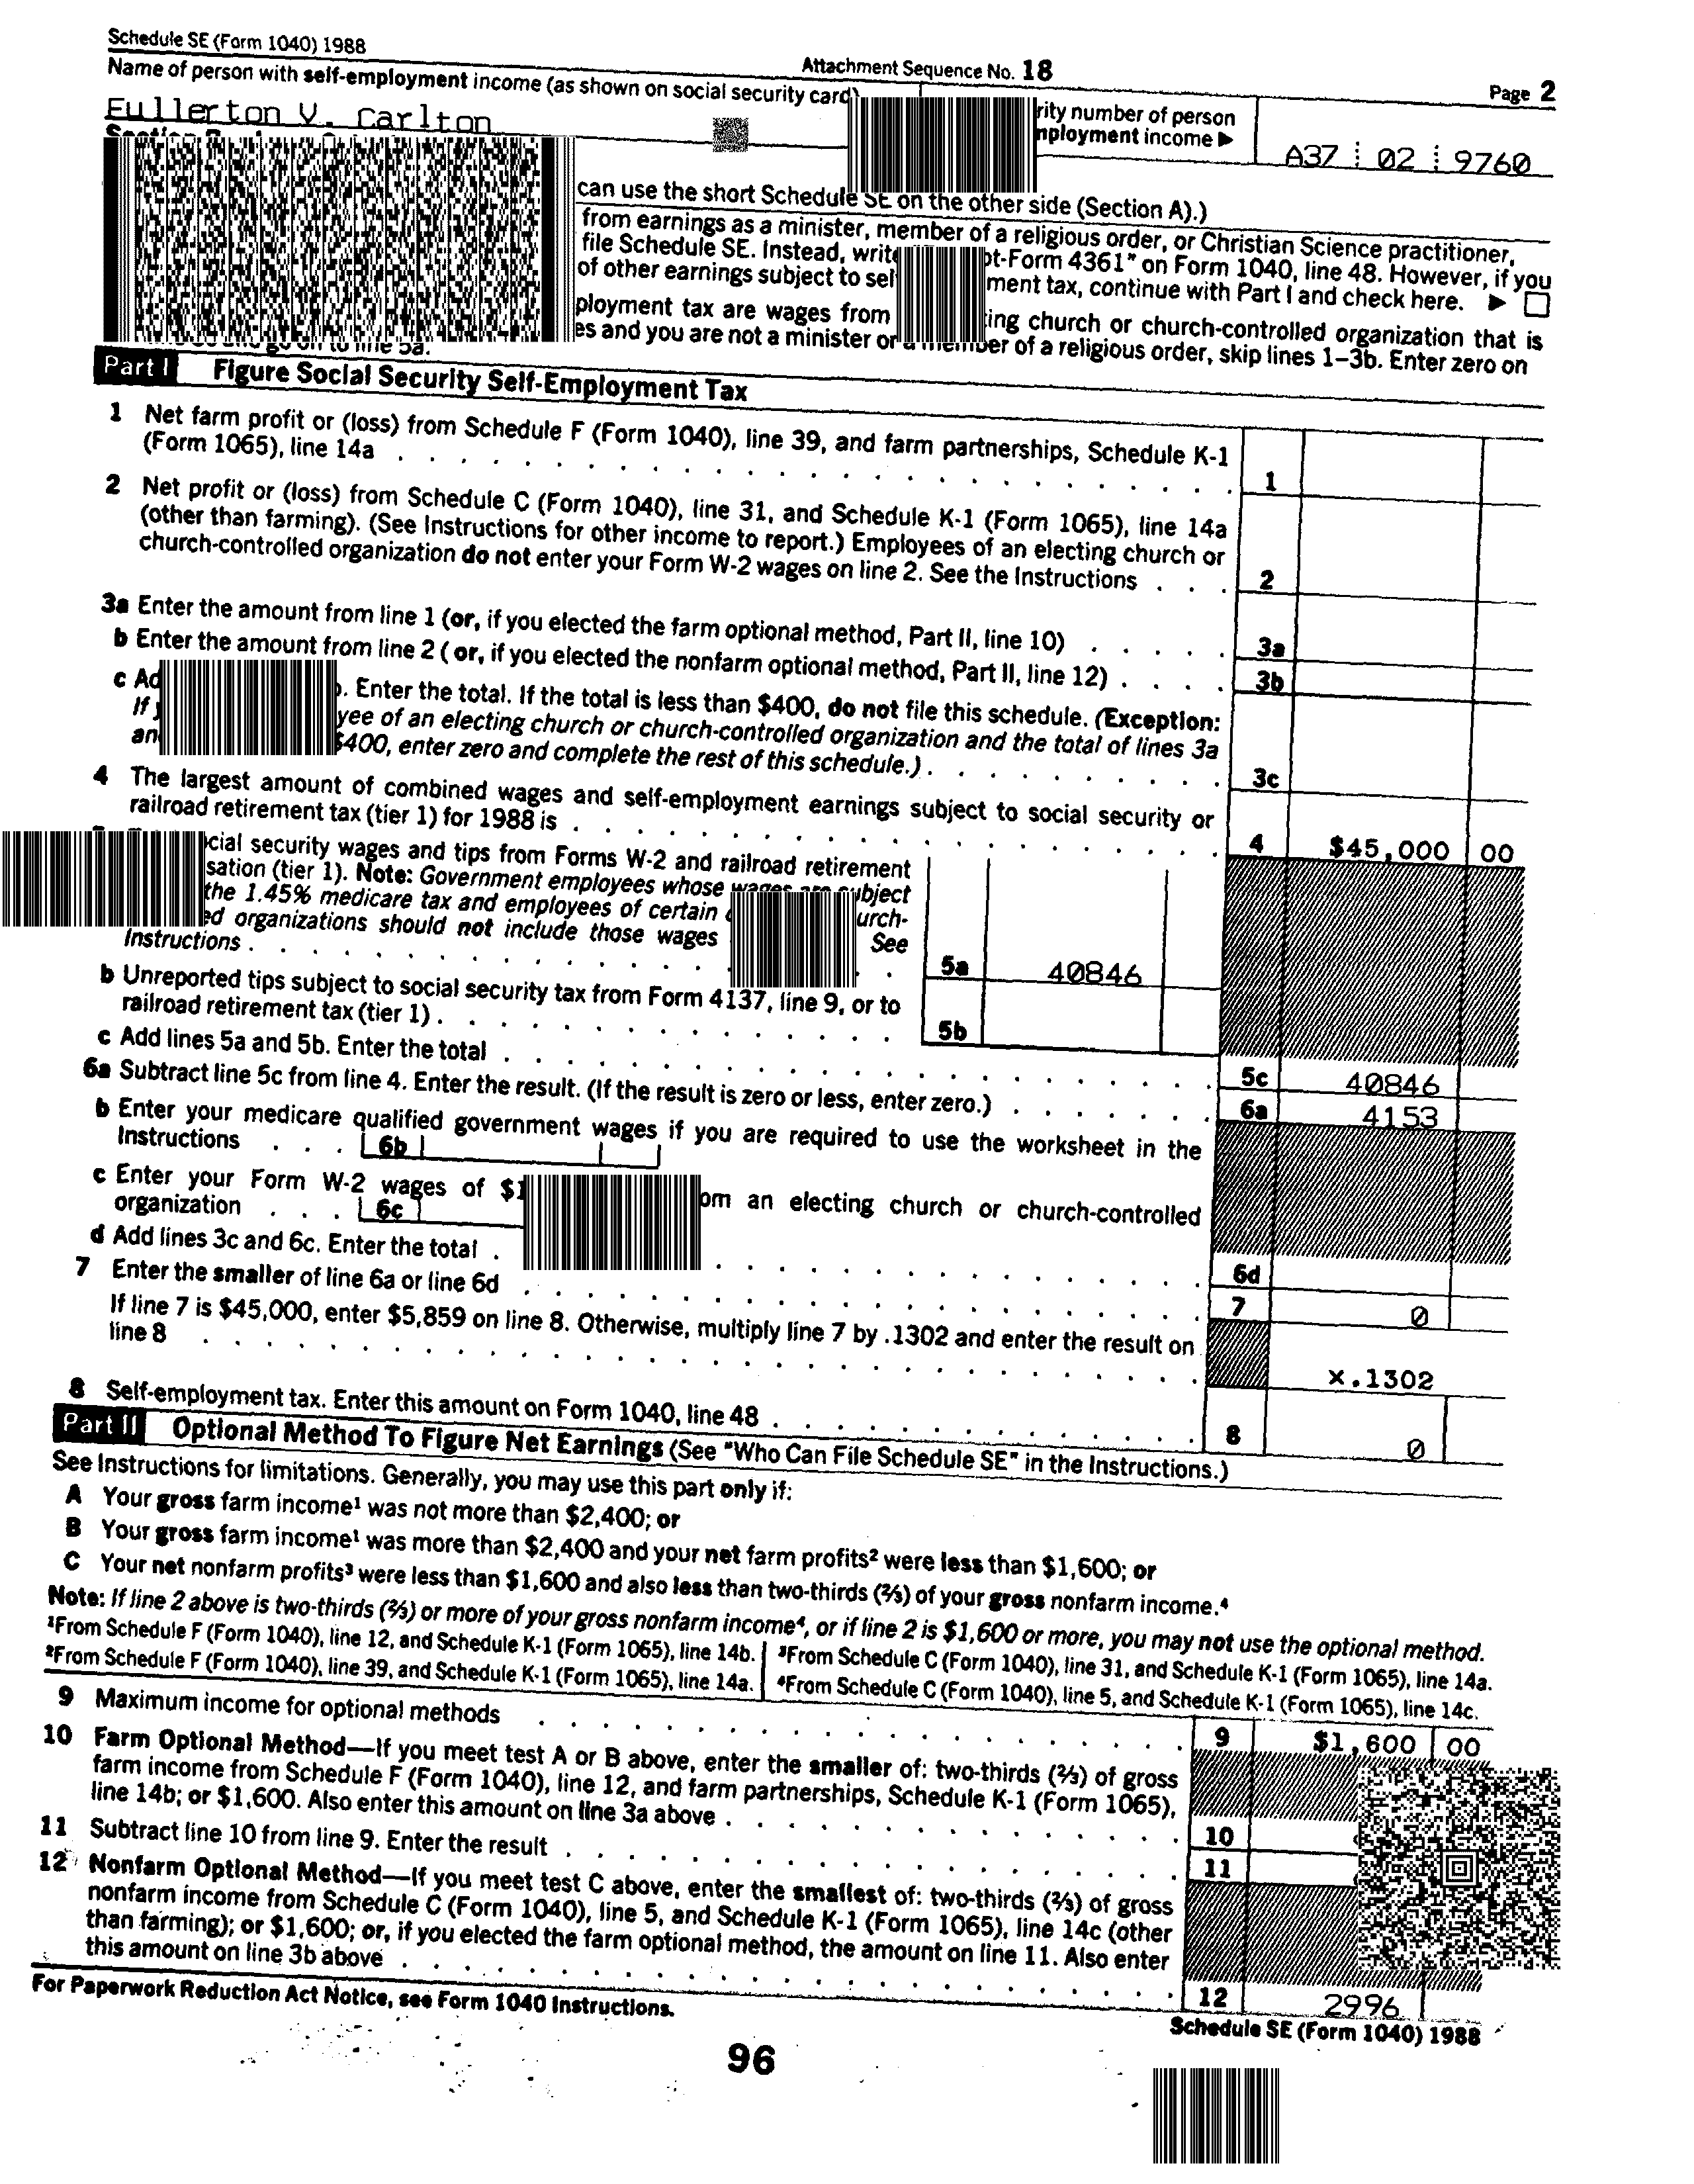 Schedule SE (Form 1040) 1988
Attachment Sequence No. 18
Page 2
Name of person with self-employment income (as shown on social security card)
rity number of person
mployment income ▶
Fullerton V. Carlton
A37 02 9760
can use the short Schedule SE on the other side (Section A).)
from earnings as a minister, member of a religious order, or Christian Science practitioner,
file Schedule SE. Instead, write t-Form 4361" on Form 1040, line 48. However, if you
of other earnings subject to sel ment tax, continue with Part I and check here. ▶
ployment tax are wages from ing church or church-controlled organization that is
es and you are not a minister or a member of a religious order, skip lines 1–3b. Enter zero on
go on to line 5a.
Part I Figure Social Security Self-Employment Tax
1 Net farm profit or (loss) from Schedule F (Form 1040), line 39, and farm partnerships, Schedule K-1
(Form 1065), line 14a . . . 1
2 Net profit or (loss) from Schedule C (Form 1040), line 31, and Schedule K-1 (Form 1065), line 14a
(other than farming). (See Instructions for other income to report.) Employees of an electing church or
church-controlled organization do not enter your Form W-2 wages on line 2. See the Instructions . . . 2
3a Enter the amount from line 1 (or, if you elected the farm optional method, Part II, line 10) . . . 3a
b Enter the amount from line 2 ( or, if you elected the nonfarm optional method, Part II, line 12) . . . 3b
c Ad . Enter the total. If the total is less than $400, do not file this schedule. (Exception:
If yee of an electing church or church-controlled organization and the total of lines 3a
an $400, enter zero and complete the rest of this schedule.) . . . 3c
4 The largest amount of combined wages and self-employment earnings subject to social security or
railroad retirement tax (tier 1) for 1988 is . . . 4 $45,000 00
cial security wages and tips from Forms W-2 and railroad retirement
sation (tier 1). Note: Government employees whose wages are subject
the 1.45% medicare tax and employees of certain urch-
ed organizations should not include those wages See
Instructions . . . 5a 40846
b Unreported tips subject to social security tax from Form 4137, line 9, or to
railroad retirement tax (tier 1) . . . 5b
c Add lines 5a and 5b. Enter the total . . . 5c 40846
6a Subtract line 5c from line 4. Enter the result. (If the result is zero or less, enter zero.) . . . 6a 4153
b Enter your medicare qualified government wages if you are required to use the worksheet in the
Instructions . . . 6b
c Enter your Form W-2 wages of $1 om an electing church or church-controlled
organization . . . 6c
d Add lines 3c and 6c. Enter the total . . . 6d
7 Enter the smaller of line 6a or line 6d . . . 7 0
If line 7 is $45,000, enter $5,859 on line 8. Otherwise, multiply line 7 by .1302 and enter the result on
line 8 . . . x.1302
8 Self-employment tax. Enter this amount on Form 1040, line 48 . . . 8 0
Part II Optional Method To Figure Net Earnings (See "Who Can File Schedule SE" in the Instructions.)
See Instructions for limitations. Generally, you may use this part only if:
A Your gross farm income¹ was not more than $2,400; or
B Your gross farm income¹ was more than $2,400 and your net farm profits² were less than $1,600; or
C Your net nonfarm profits³ were less than $1,600 and also less than two-thirds (⅔) of your gross nonfarm income.⁴
Note: If line 2 above is two-thirds (⅔) or more of your gross nonfarm income⁴, or if line 2 is $1,600 or more, you may not use the optional method.
¹From Schedule F (Form 1040), line 12, and Schedule K-1 (Form 1065), line 14b.
³From Schedule C (Form 1040), line 31, and Schedule K-1 (Form 1065), line 14a.
²From Schedule F (Form 1040), line 39, and Schedule K-1 (Form 1065), line 14a.
⁴From Schedule C (Form 1040), line 5, and Schedule K-1 (Form 1065), line 14c.
9 Maximum income for optional methods . . . 9 $1,600 00
10 Farm Optional Method—If you meet test A or B above, enter the smaller of: two-thirds (⅔) of gross
farm income from Schedule F (Form 1040), line 12, and farm partnerships, Schedule K-1 (Form 1065),
line 14b; or $1,600. Also enter this amount on line 3a above . . . 10
11 Subtract line 10 from line 9. Enter the result . . . 11
12 Nonfarm Optional Method—If you meet test C above, enter the smallest of: two-thirds (⅔) of gross
nonfarm income from Schedule C (Form 1040), line 5, and Schedule K-1 (Form 1065), line 14c (other
than farming); or $1,600; or, if you elected the farm optional method, the amount on line 11. Also enter
this amount on line 3b above . . . 12 2996
For Paperwork Reduction Act Notice, see Form 1040 Instructions.
Schedule SE (Form 1040) 1988
96